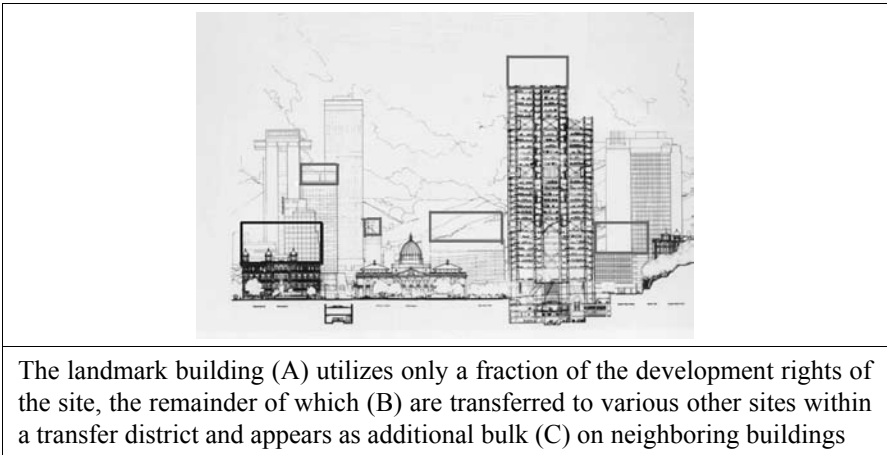 The landmark building (A) utilizes only a fraction of the development rights of
the site, the remainder of which (B) are transferred to various other sites within
a transfer district and appears as additional bulk (C) on neighboring buildings